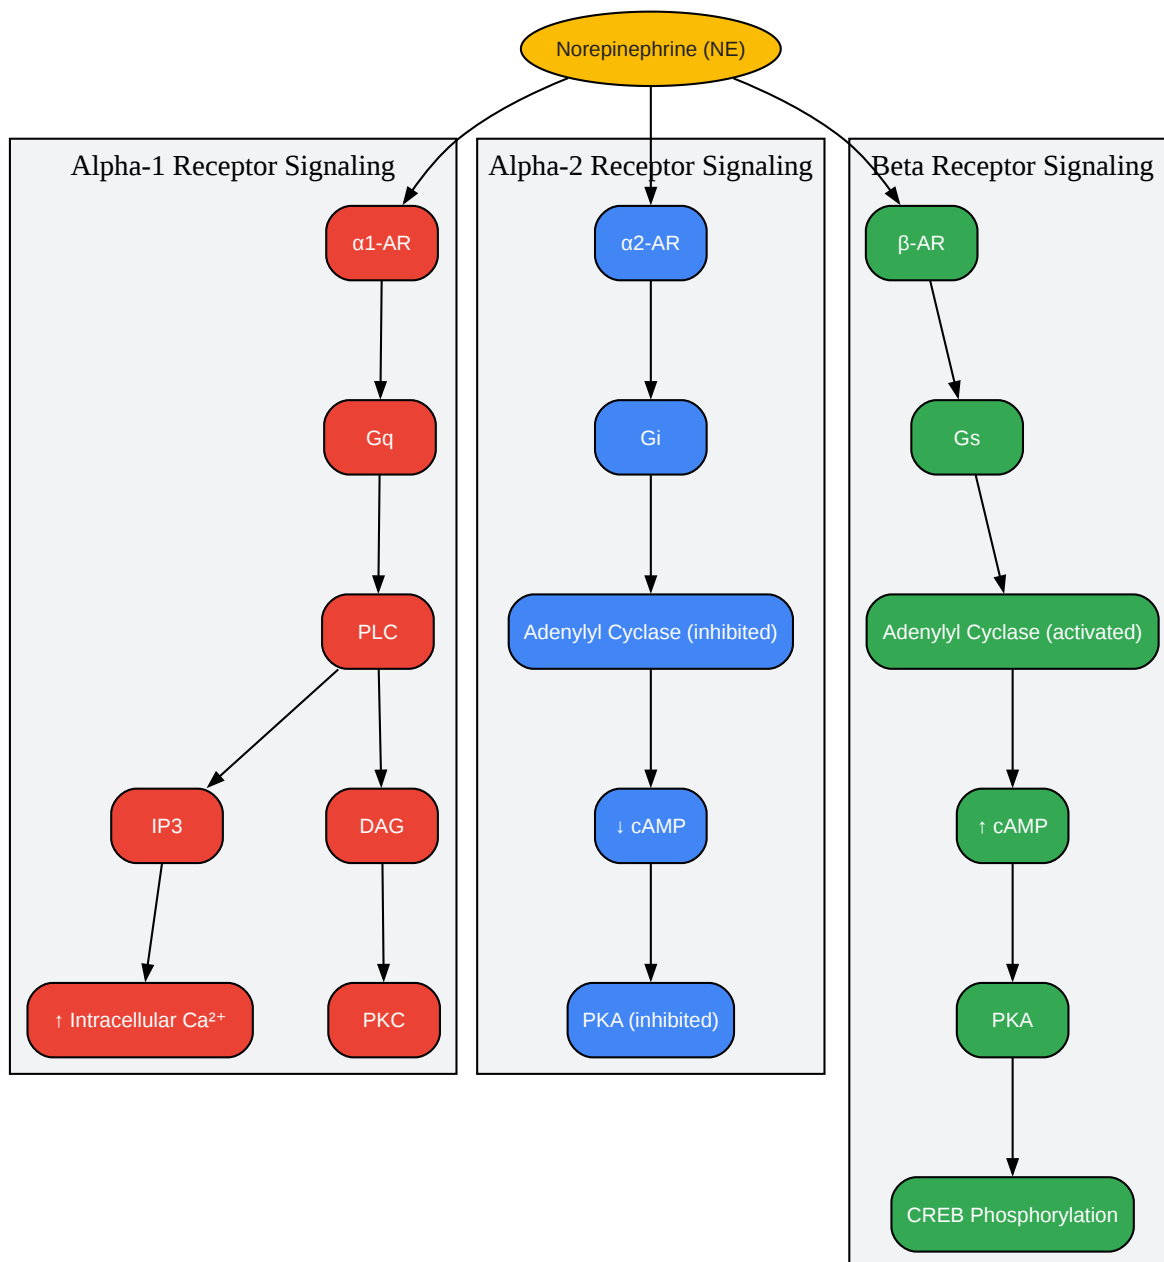 Norepinephrine (NE)
Alpha-1 Receptor Signaling
α1-AR
Gq
PLC
IP3
DAG
↑ Intracellular Ca²⁺
PKC
Alpha-2 Receptor Signaling
α2-AR
Gi
Adenylyl Cyclase (inhibited)
↓ cAMP
PKA (inhibited)
Beta Receptor Signaling
β-AR
Gs
Adenylyl Cyclase (activated)
↑ cAMP
PKA
CREB Phosphorylation